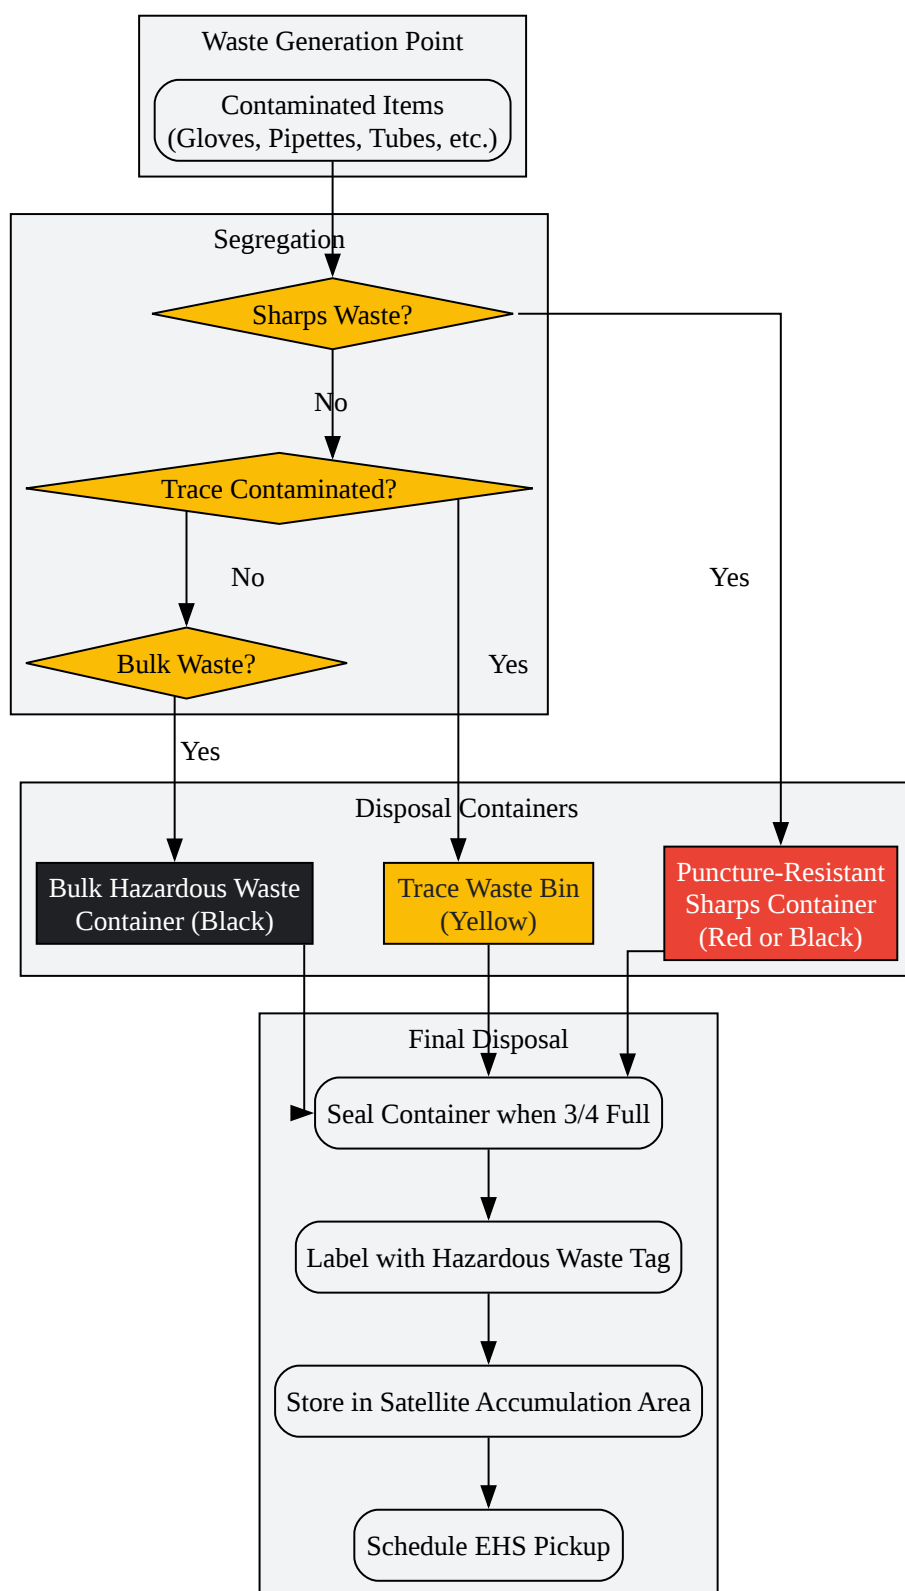 Waste Generation Point
Contaminated Items
(Gloves, Pipettes, Tubes, etc.)
Segregation
Sharps Waste?
No
Trace Contaminated?
No
Yes
Bulk Waste?
Yes
Yes
Disposal Containers
Bulk Hazardous Waste
Container (Black)
Trace Waste Bin
(Yellow)
Puncture-Resistant
Sharps Container
(Red or Black)
Final Disposal
Seal Container when 3/4 Full
Label with Hazardous Waste Tag
Store in Satellite Accumulation Area
Schedule EHS Pickup